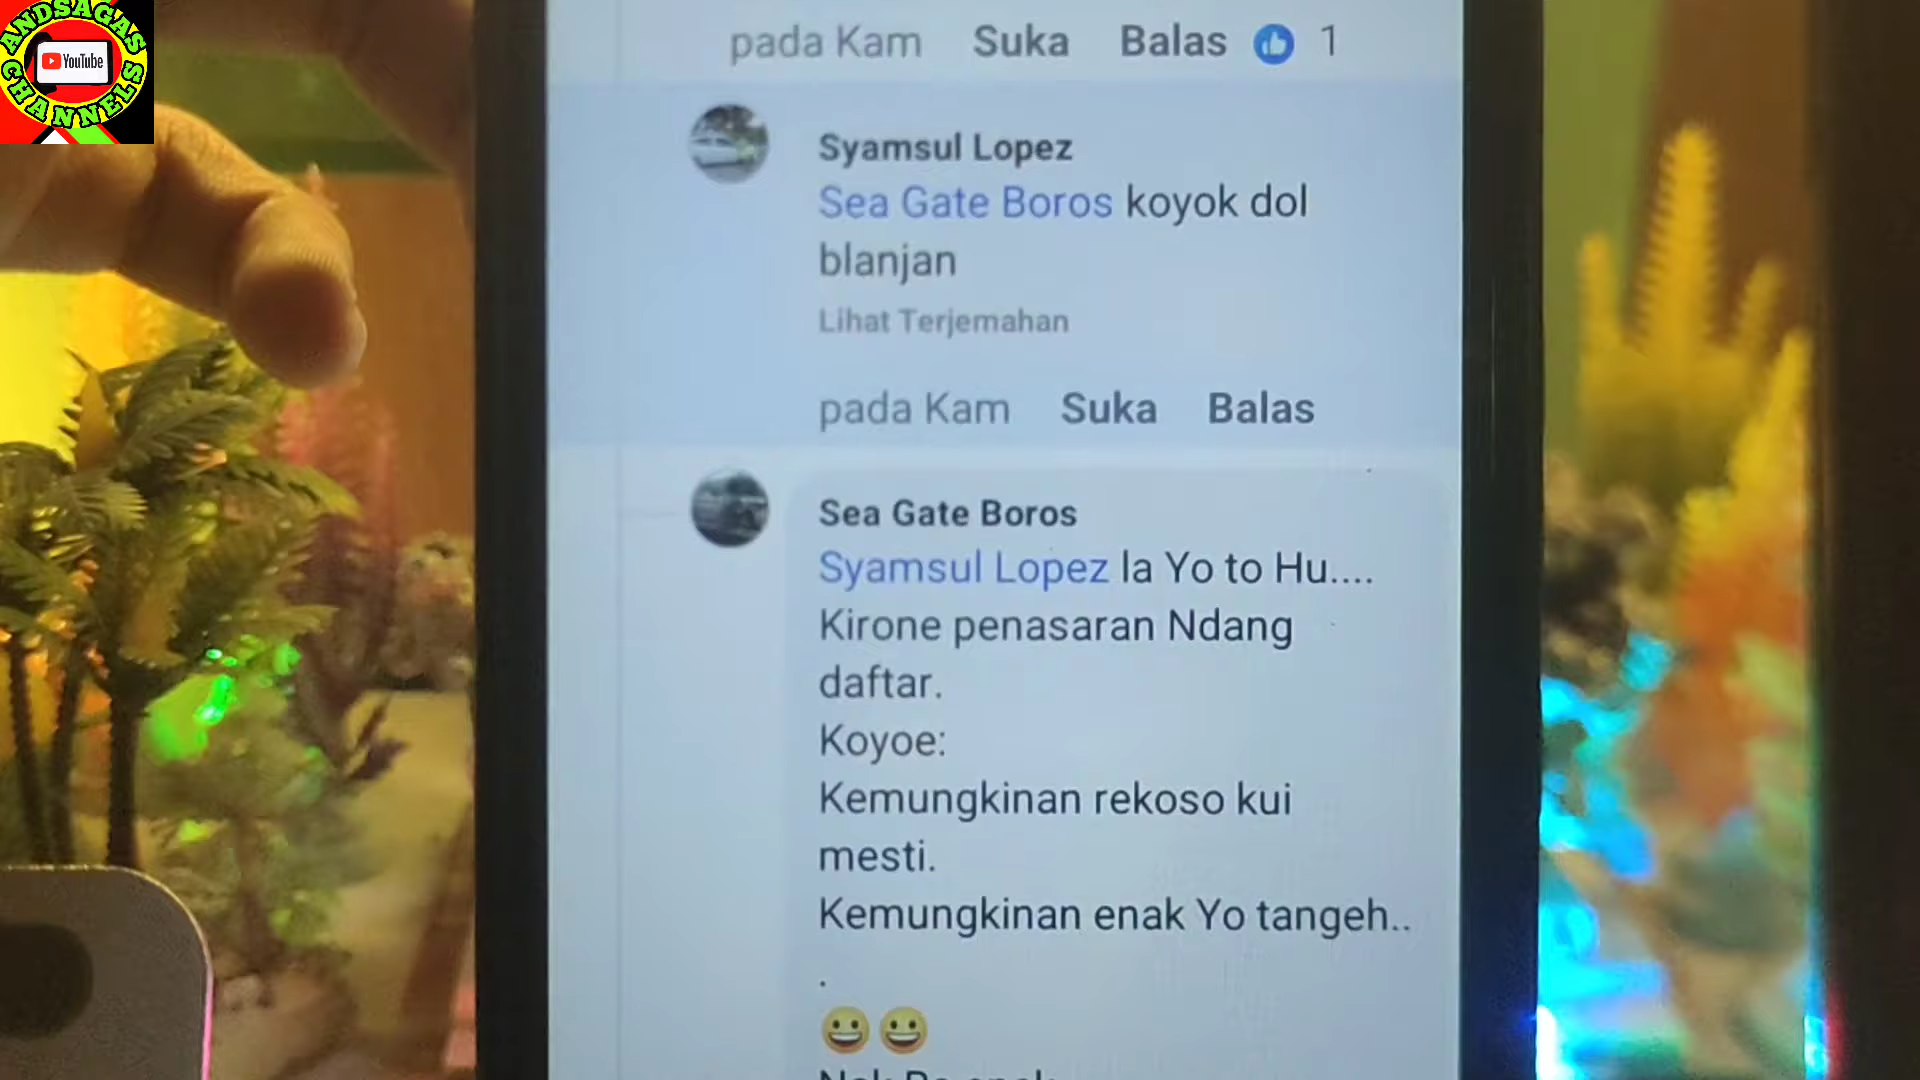 ANDSAGAS
YouTube
CHANNELS
pada Kam Suka Balas 1
Syamsul Lopez
Sea Gate Boros koyok dol
blanjan
Lihat Terjemahan
pada Kam Suka Balas
Sea Gate Boros
Syamsul Lopez la Yo to Hu....
Kirone penasaran Ndang
daftar.
Koyoe:
Kemungkinan rekoso kui
mesti.
Kemungkinan enak Yo tangeh..
.
😀😀